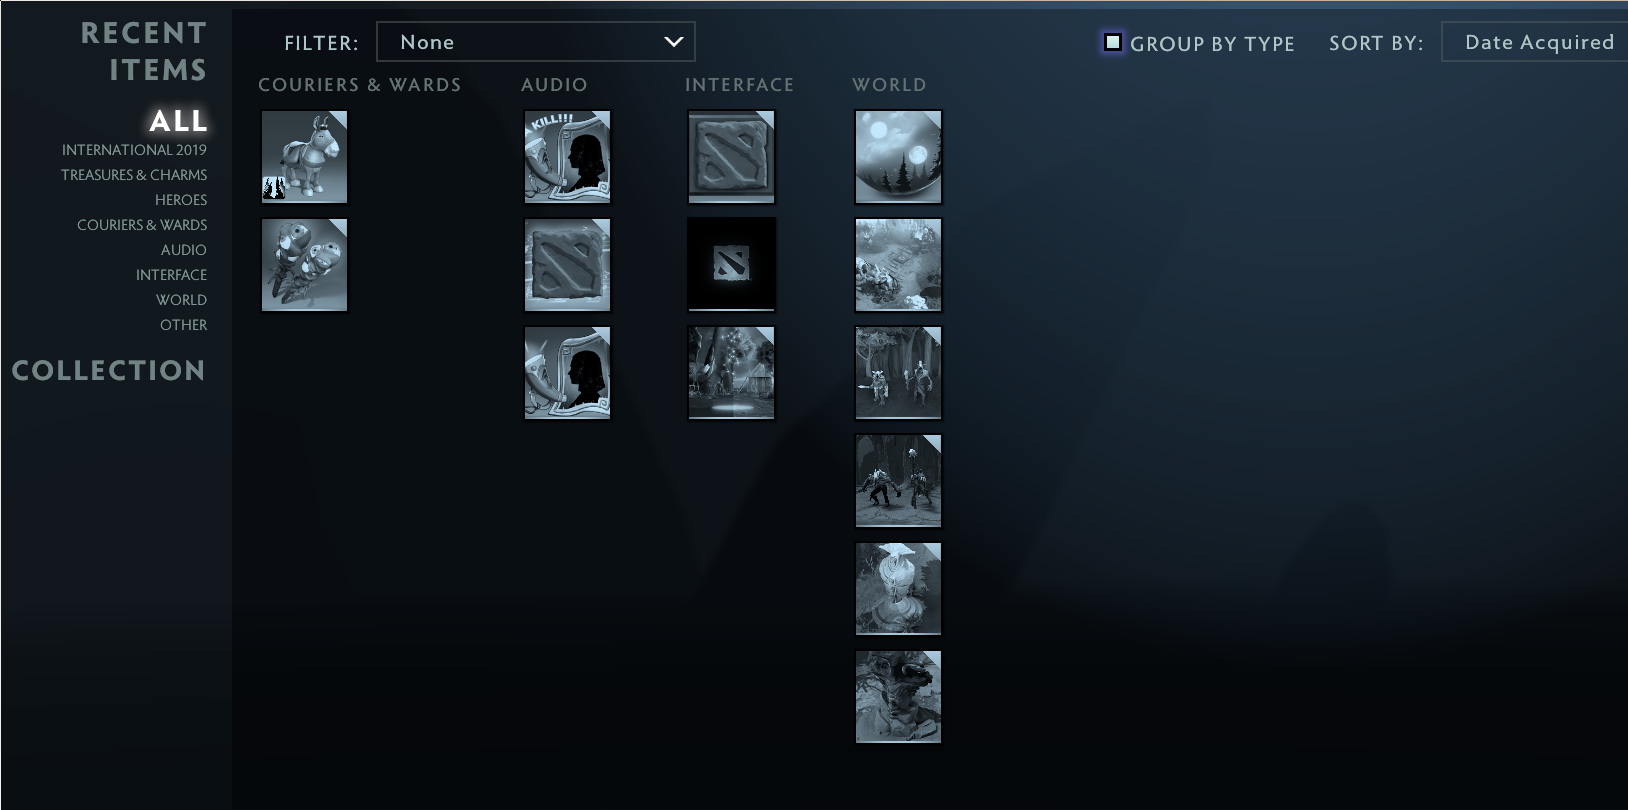 RECENT
ITEMS
ALL
INTERNATIONAL 2019
TREASURES & CHARMS
HEROES
COURIERS & WARDS
AUDIO
INTERFACE
WORLD
OTHER
COLLECTION
FILTER: None
GROUP BY TYPE
SORT BY: Date Acquired
COURIERS & WARDS
AUDIO
INTERFACE
WORLD
KILL!!!